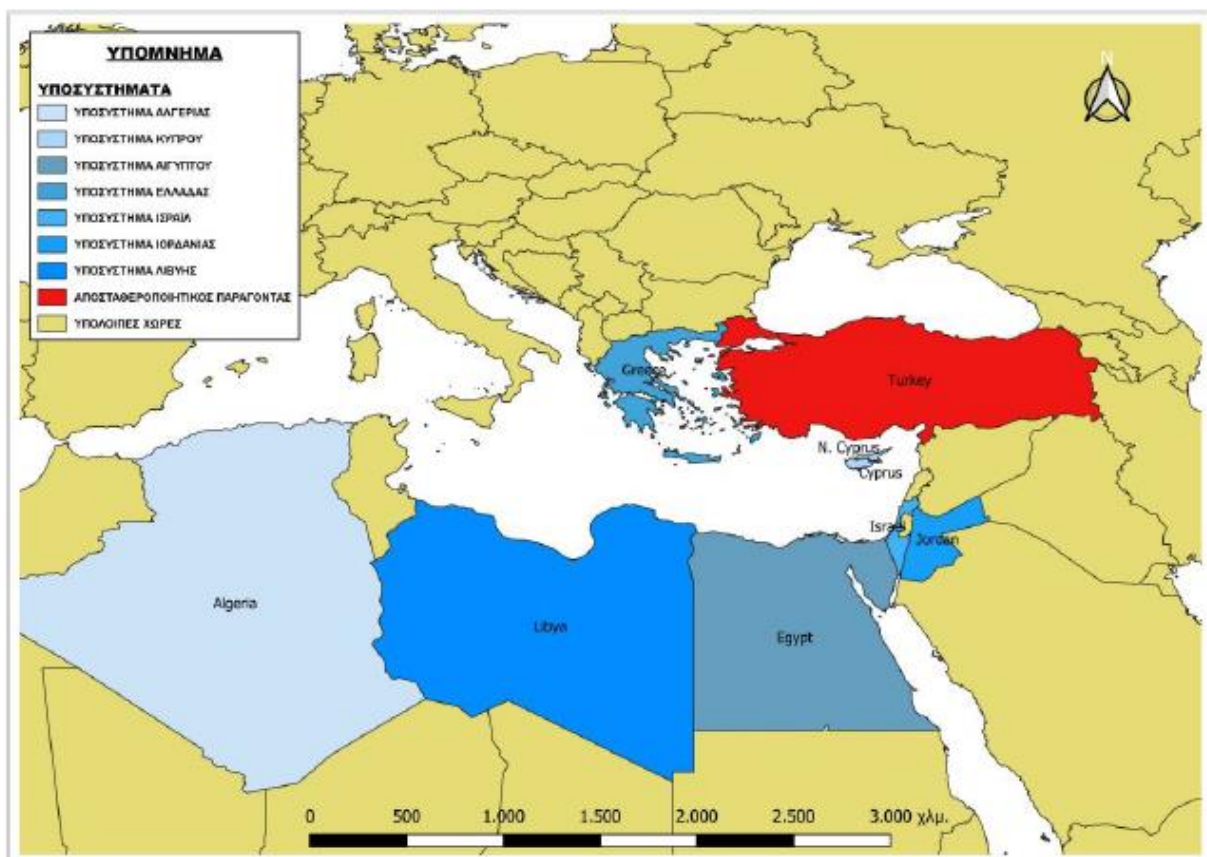 ΥΠΟΜΝΗΜΑ
ΥΠΟΣΥΣΤΗΜΑΤΑ
ΥΠΟΣΥΣΤΗΜΑ ΑΛΓΕΡΙΑΣ
ΥΠΟΣΥΣΤΗΜΑ ΚΥΠΡΟΥ
ΥΠΟΣΥΣΤΗΜΑ ΑΙΓΥΠΤΟΥ
ΥΠΟΣΥΣΤΗΜΑ ΕΛΛΑΔΑΣ
ΥΠΟΣΥΣΤΗΜΑ ΙΣΡΑΪΛ
ΥΠΟΣΥΣΤΗΜΑ ΙΟΡΔΑΝΙΑΣ
ΥΠΟΣΥΣΤΗΜΑ ΛΙΒΥΗΣ
ΑΠΟΣΤΑΘΕΡΟΠΟΙΗΤΙΚΟΣ ΠΑΡΑΓΟΝΤΑΣ
ΥΠΟΛΟΙΠΕΣ ΧΩΡΕΣ
N
Greece
Turkey
N. Cyprus
Cyprus
Israel
Jordan
Algeria
Libya
Egypt
0 500 1.000 1.500 2.000 2.500 3.000 χλμ.